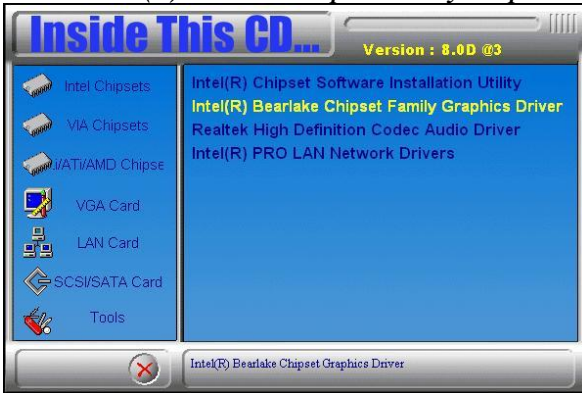 Inside This CD...
Version : 8.0D @3
Intel Chipsets
VIA Chipsets
i/ATi/AMD Chipse
VGA Card
LAN Card
SCSI/SATA Card
Tools
Intel(R) Chipset Software Installation Utility
Intel(R) Bearlake Chipset Family Graphics Driver
Realtek High Definition Codec Audio Driver
Intel(R) PRO LAN Network Drivers
Intel(R) Bearlake Chipset Graphics Driver